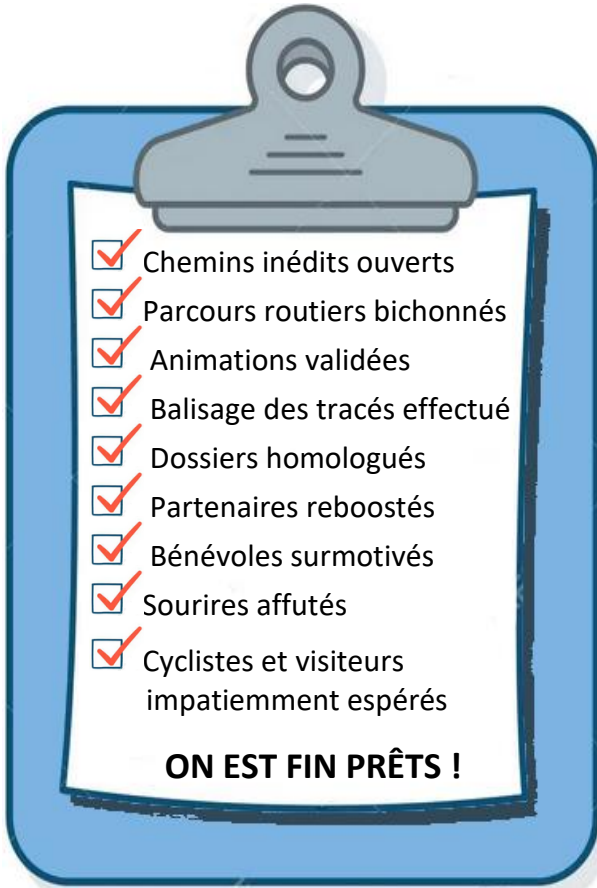 Chemins inédits ouverts
Parcours routiers bichonnés
Animations validées
Balisage des tracés effectué
Dossiers homologués
Partenaires reboostés
Bénévoles surmotivés
Sourires affutés
Cyclistes et visiteurs
impatiemment espérés
ON EST FIN PRÊTS !